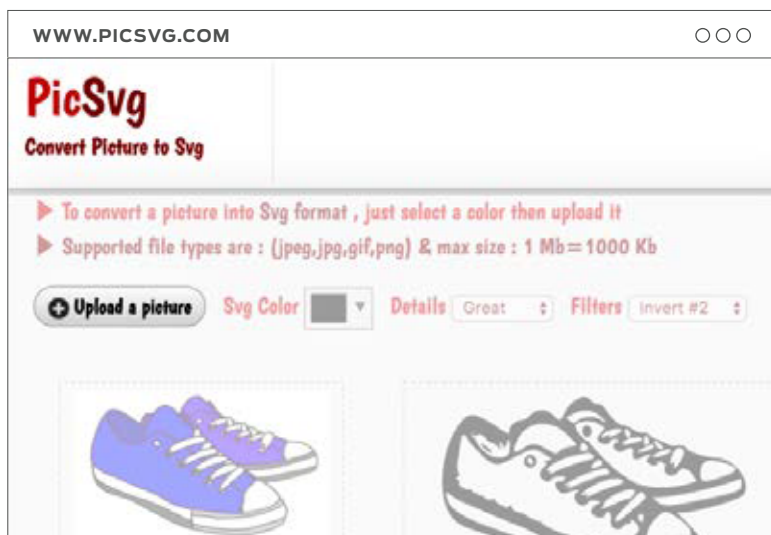 WWW.PICSVG.COM
PicSvg
Convert Picture to Svg
To convert a picture into Svg format , just select a color then upload it
Supported file types are : (jpeg,jpg,gif,png) & max size : 1 Mb=1000 Kb
Upload a picture Svg Color Details Great Filters Invert #2